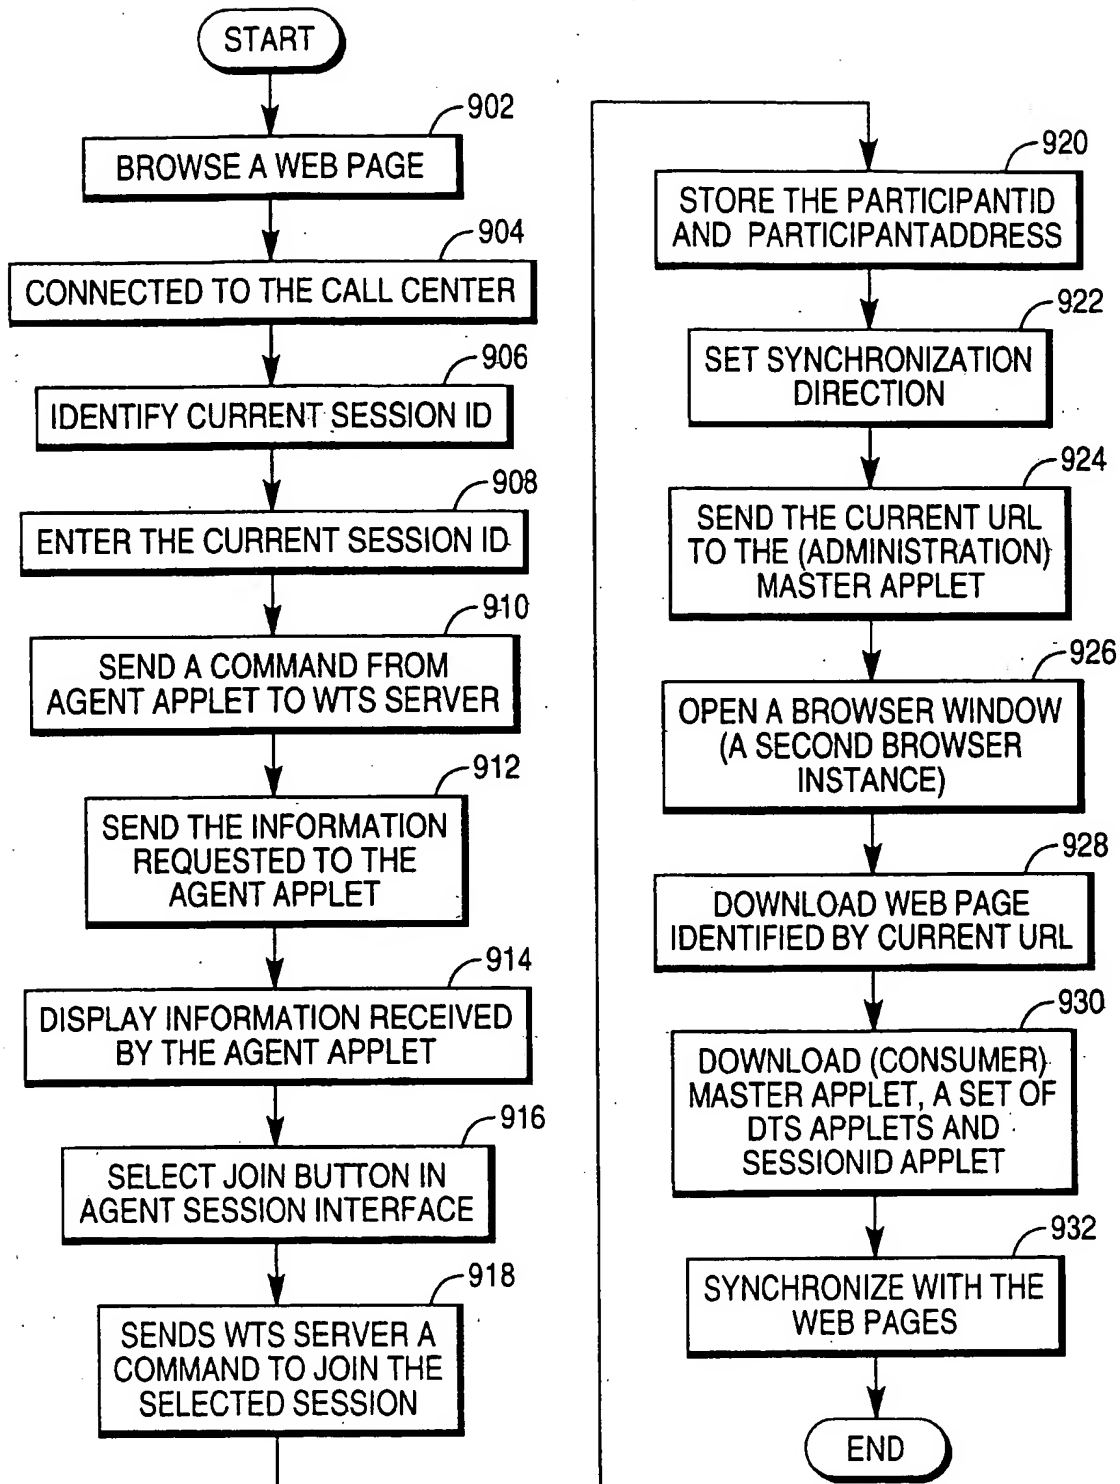 START
902
BROWSE A WEB PAGE
904
CONNECTED TO THE CALL CENTER
906
IDENTIFY CURRENT SESSION ID
908
ENTER THE CURRENT SESSION ID
910
SEND A COMMAND FROM
AGENT APPLET TO WTS SERVER
912
SEND THE INFORMATION
REQUESTED TO THE
AGENT APPLET
914
DISPLAY INFORMATION RECEIVED
BY THE AGENT APPLET
916
SELECT JOIN BUTTON IN
AGENT SESSION INTERFACE
918
SENDS WTS SERVER A
COMMAND TO JOIN THE
SELECTED SESSION
920
STORE THE PARTICIPANTID
AND PARTICIPANTADDRESS
922
SET SYNCHRONIZATION
DIRECTION
924
SEND THE CURRENT URL
TO THE (ADMINISTRATION)
MASTER APPLET
926
OPEN A BROWSER WINDOW
(A SECOND BROWSER
INSTANCE)
928
DOWNLOAD WEB PAGE
IDENTIFIED BY CURRENT URL
930
DOWNLOAD (CONSUMER)
MASTER APPLET, A SET OF
DTS APPLETS AND
SESSIONID APPLET
932
SYNCHRONIZE WITH THE
WEB PAGES
END